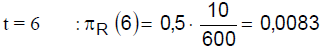 t = 6 : π_R (6) = 0,5 · 10/600 = 0,0083